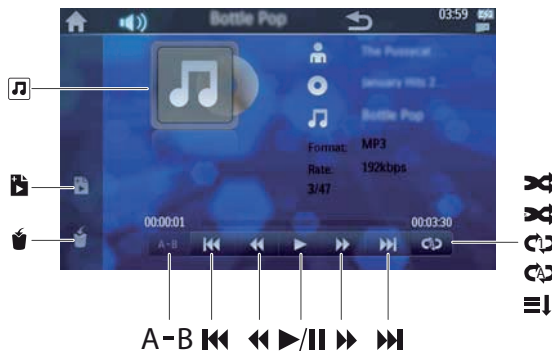 Bottle Pop 03:59
The Pussecat
January Hits 2
Bottle Pop
Format: MP3
Rate: 192kbps
3/47
00:00:01 00:03:30
A-B
A-B